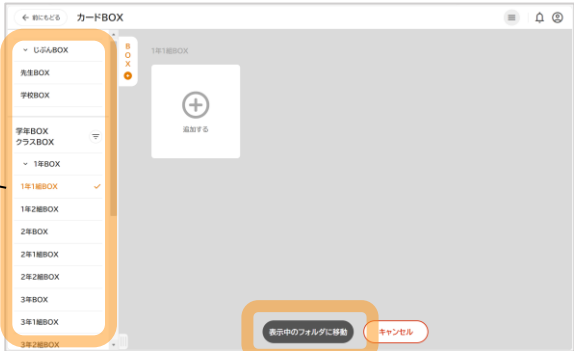 ← 前にもどる
カードBOX
じぶんBOX
先生BOX
学校BOX
学年BOX
クラスBOX
1年BOX
1年1組BOX
1年2組BOX
2年BOX
2年1組BOX
2年2組BOX
3年BOX
3年1組BOX
3年2組BOX
BOX
1年1組BOX
追加する
表示中のフォルダに移動
キャンセル